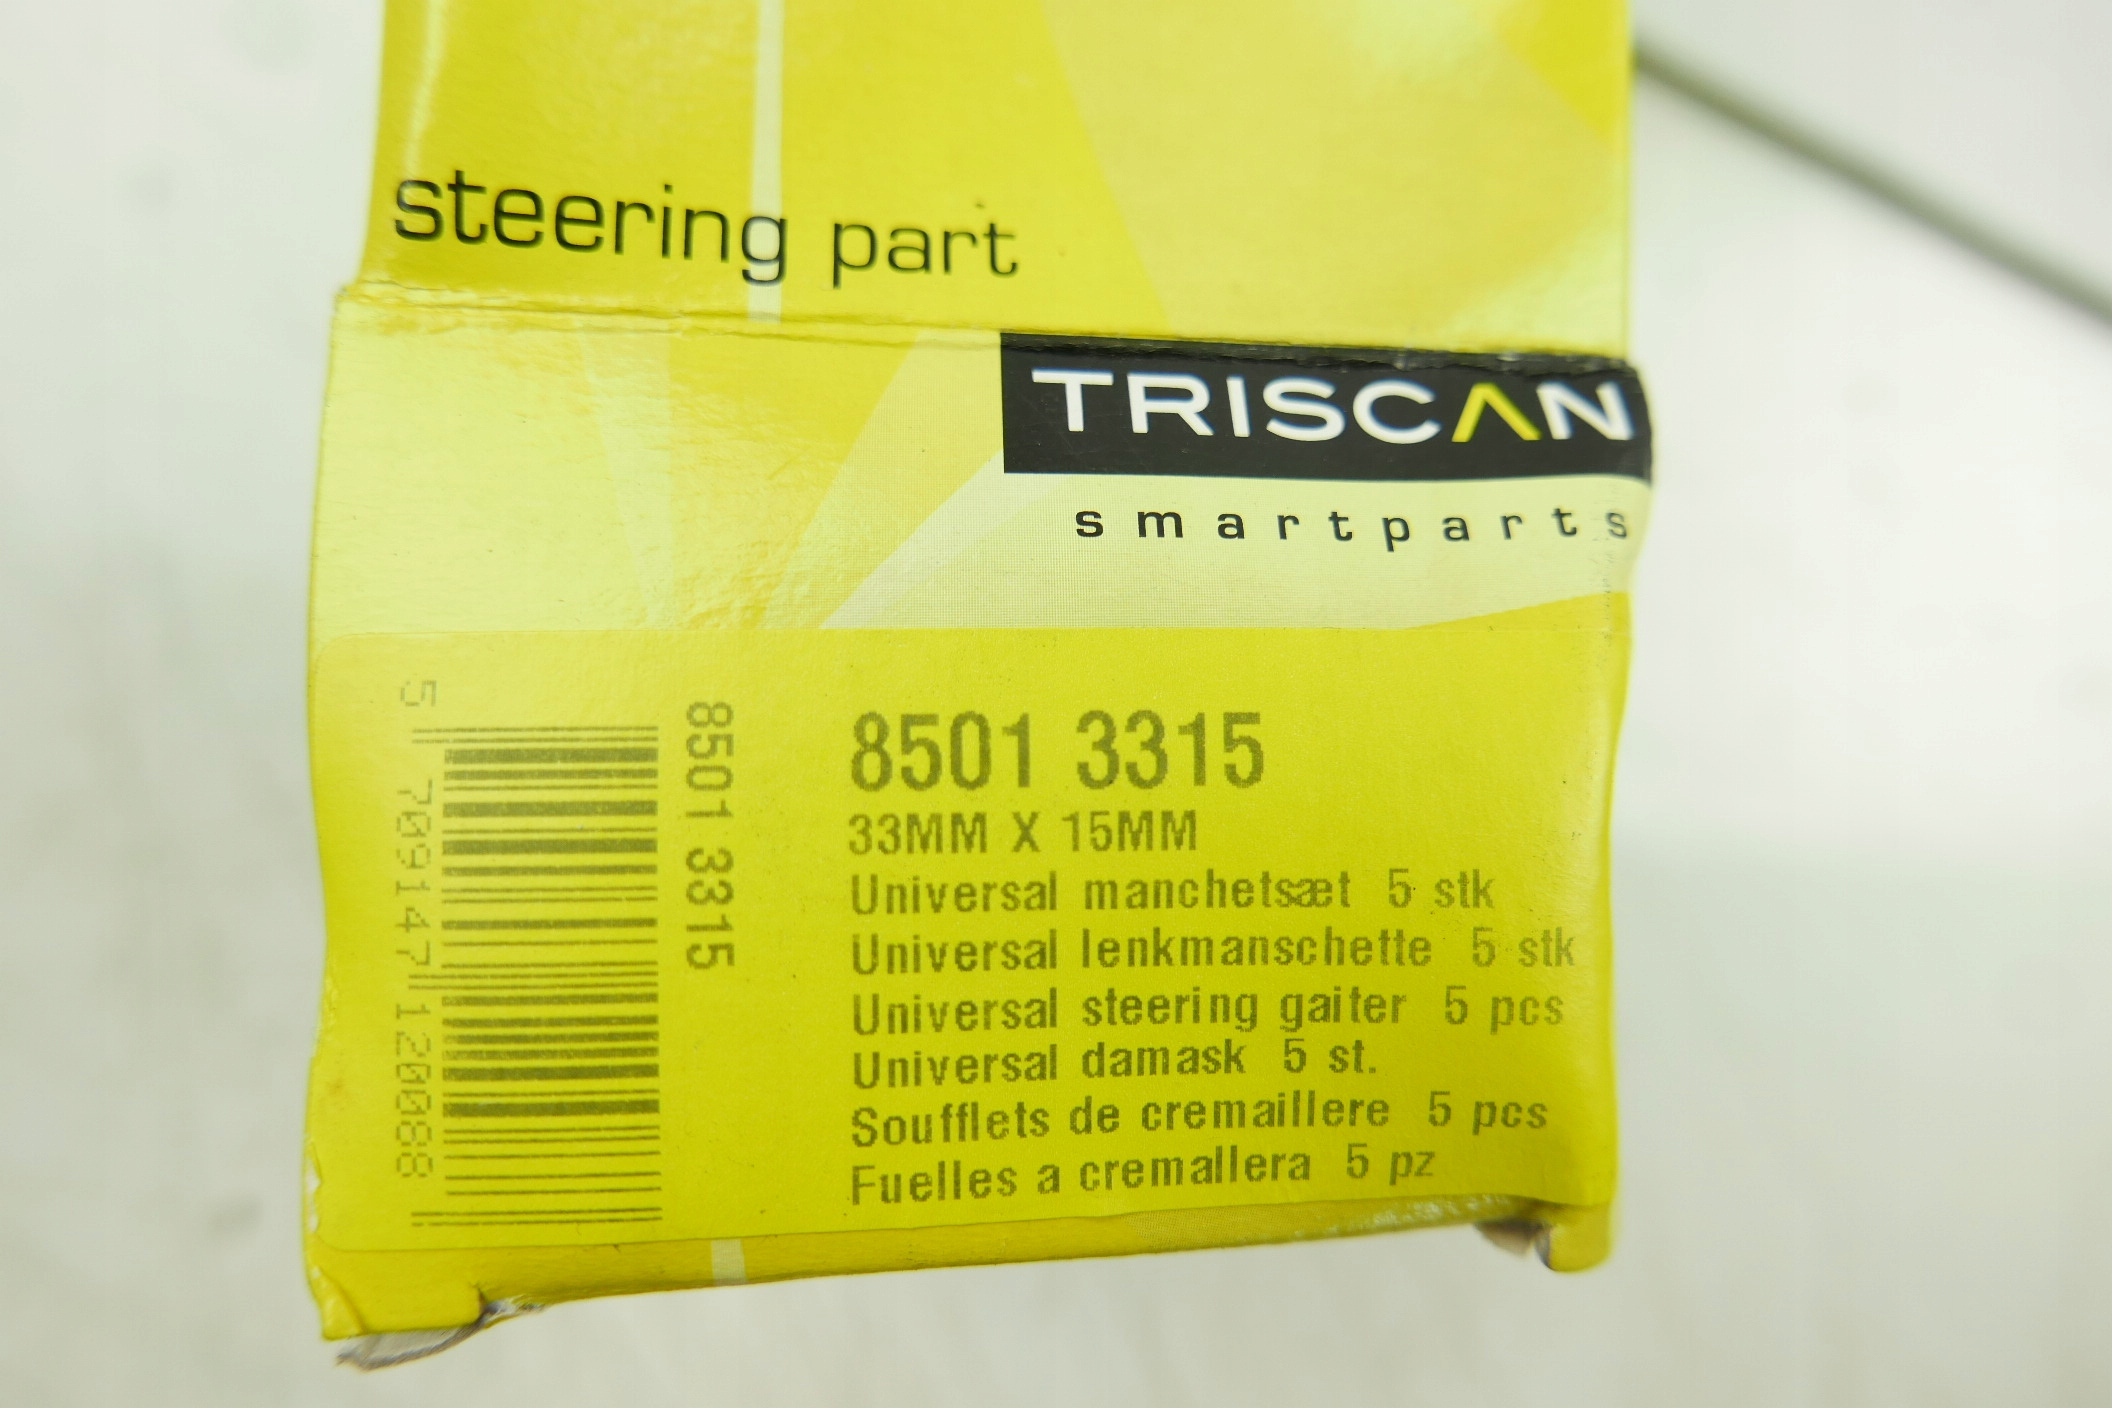 steering part
TRISCAN
smartparts
5 709147 120088
8501 3315
8501 3315
33MM X 15MM
Universal manchetsæt 5 stk
Universal lenkmanschette 5 stk
Universal steering gaiter 5 pcs
Universal damask 5 st.
Soufflets de cremaillere 5 pcs
Fuelles a cremallera 5 pz